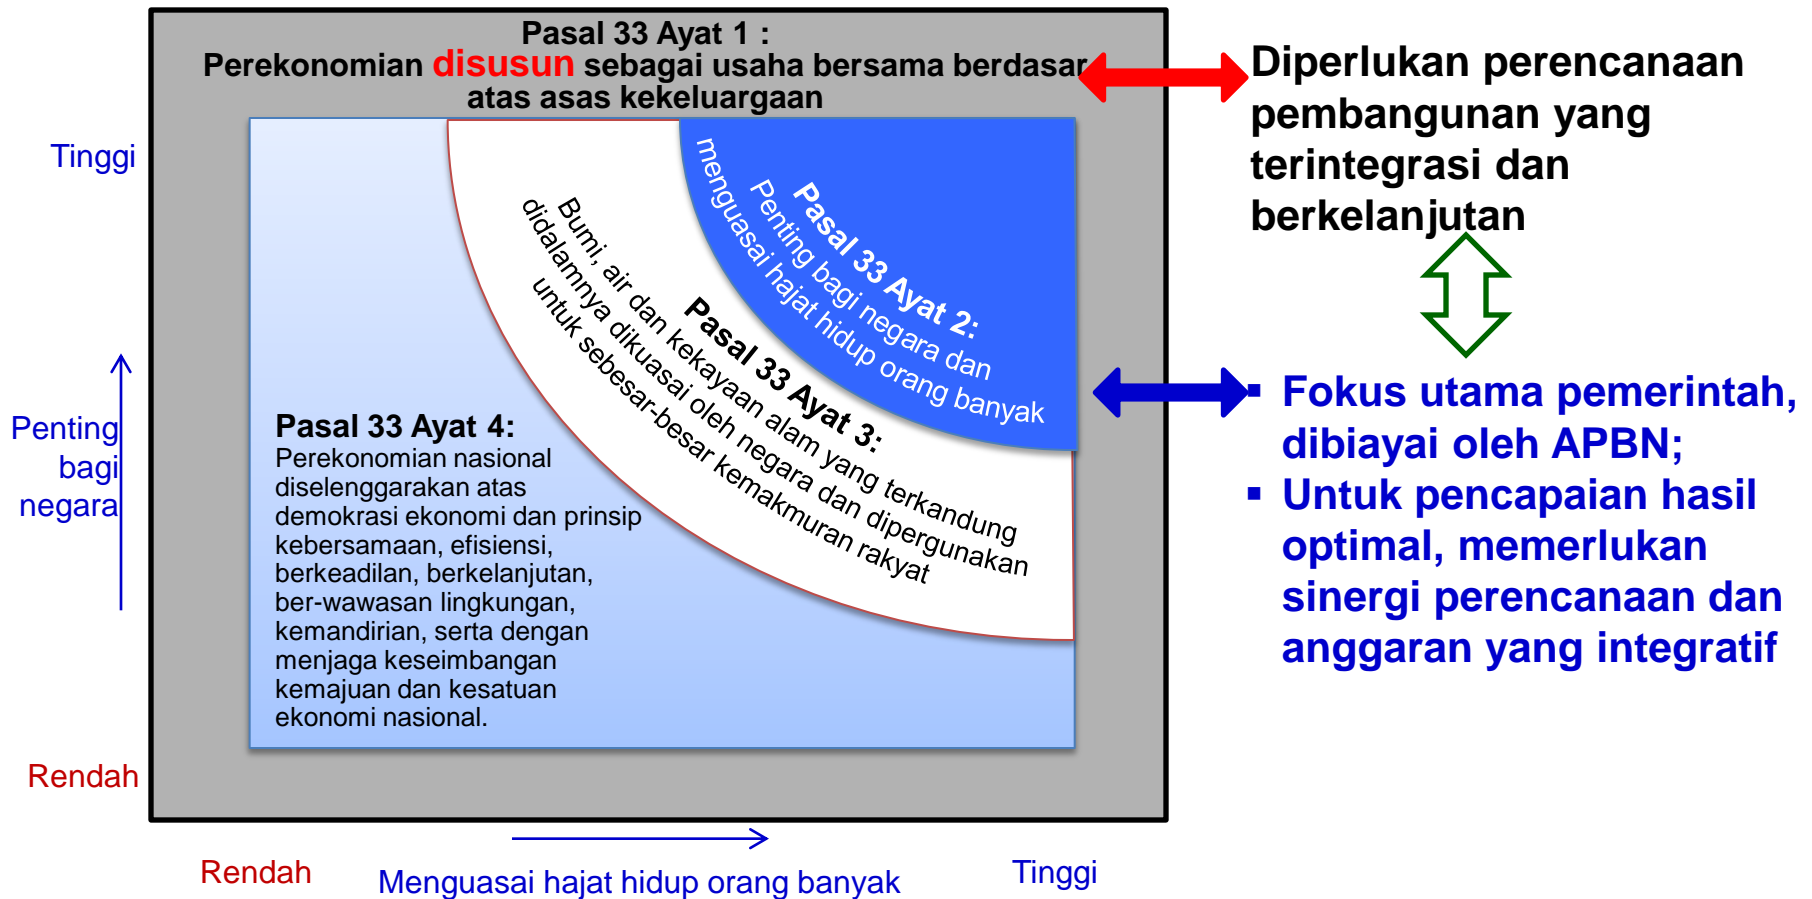 Pasal 33 Ayat 1 :
Perekonomian disusun sebagai usaha bersama berdasar
atas asas kekeluargaan
Tinggi
Penting
bagi
negara
Rendah
Pasal 33 Ayat 2:
Penting bagi negara dan
menguasai hajat hidup orang banyak
Pasal 33 Ayat 3:
Bumi, air dan kekayaan alam yang terkandung
didalamnya dikuasai oleh negara dan dipergunakan
untuk sebesar-besar kemakmuran rakyat
Pasal 33 Ayat 4:
Perekonomian nasional
diselenggarakan atas
demokrasi ekonomi dan prinsip
kebersamaan, efisiensi,
berkeadilan, berkelanjutan,
ber-wawasan lingkungan,
kemandirian, serta dengan
menjaga keseimbangan
kemajuan dan kesatuan
ekonomi nasional.
Rendah
Menguasai hajat hidup orang banyak
Tinggi
Diperlukan perencanaan
pembangunan yang
terintegrasi dan
berkelanjutan
▪ Fokus utama pemerintah,
dibiayai oleh APBN;
▪ Untuk pencapaian hasil
optimal, memerlukan
sinergi perencanaan dan
anggaran yang integratif